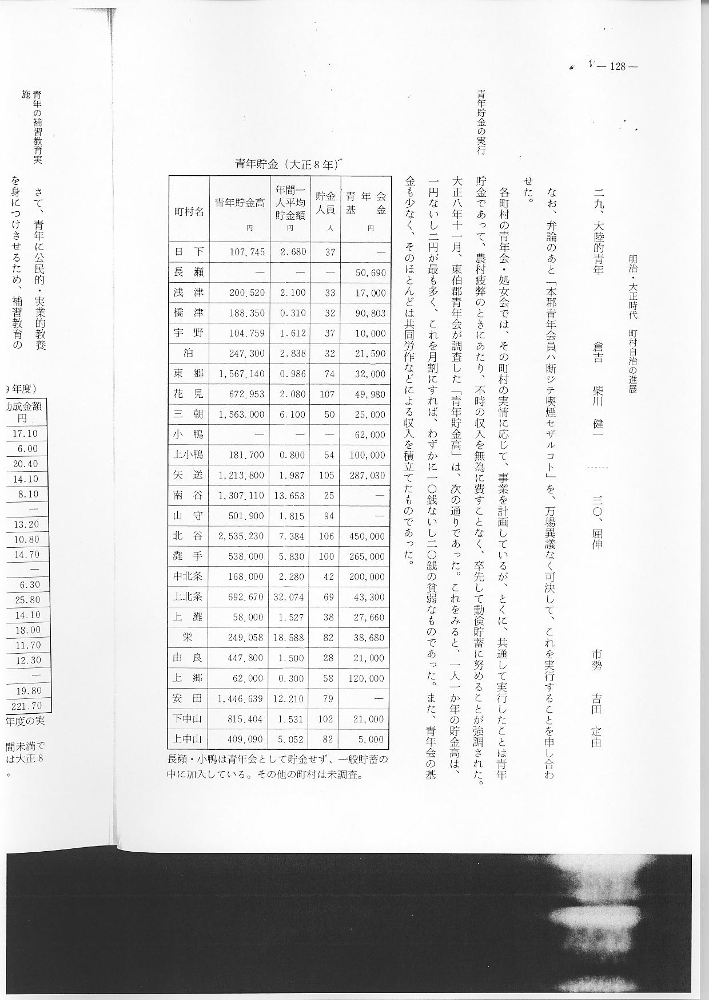 — 128 —
明治・大正時代　町村自治の進展
二九、大陸的青年　倉吉　柴川　健一　……　三〇、屈伸　市勢　吉田　定由
なお、弁論のあと「本郡青年会員ハ断ジテ喫煙セザルコト」を、万場異議なく可決して、これを実行することを申し合わ
せた。
青年貯金の実行
各町村の青年会・処女会では、その町村の実情に応じて、事業を計画しているが、とくに、共通して実行したことは青年
貯金であって、農村疲弊のときにあたり、不時の収入を無為に費すことなく、卒先して勤倹貯蓄に努めることが強調された。
大正八年十一月、東伯郡青年会が調査した「青年貯金高」は、次の通りであった。これをみると、一人一か年の貯金高は、
一円ないし二円が最も多く、これを月割にすれば、わずかに一〇銭ないし二〇銭の貧弱なものであった。また、青年会の基
金も少なく、そのほとんどは共同労作などによる収入を積立てたものであった。
青年貯金（大正8年）
町村名　青年貯金高 円　年間一人平均貯金額 円　貯金人員 人　青年会基金 円
日下　107.745　2.680　37　—
長瀬　—　—　—　50,690
浅津　200.520　2.100　33　17,000
橋津　188.350　0.310　32　90,803
宇野　104.759　1.612　37　10,000
泊　247.300　2.838　32　21,590
東郷　1,567.140　0.986　74　32,000
花見　672.953　2.080　107　49,980
三朝　1,563.000　6.100　50　25,000
小鴨　—　—　—　62,000
上小鴨　181.700　0.800　54　100,000
矢送　1,213.800　1.987　105　287,030
南谷　1,307.110　13.653　25　—
山守　501.900　1.815　94　—
北谷　2,535.230　7.384　106　450,000
灘手　538.000　5.830　100　265,000
中北条　168.000　2.280　42　200,000
上北条　692.670　32.074　69　43,300
上灘　58.000　1.527　38　27,660
栄　249.058　18.588　82　38,680
由良　447.800　1.500　28　21,000
上郷　62.000　0.300　58　120,000
安田　1,446.639　12.210　79　—
下中山　815.404　1.531　102　21,000
上中山　409.090　5.052　82　5,000
長瀬・小鴨は青年会として貯金せず、一般貯蓄の
中に加入している。その他の町村は未調査。
青年の補習教育実
施
さて、青年に公民的・実業的教養
を身につけさせるため、補習教育の
9年度）
助成金額
円
17.10
6.00
20.40
14.10
8.10
—
13.20
10.80
14.70
—
6.30
25.80
14.10
18.00
11.70
12.30
—
19.80
221.70
年度の実
間未満で
は大正8
。